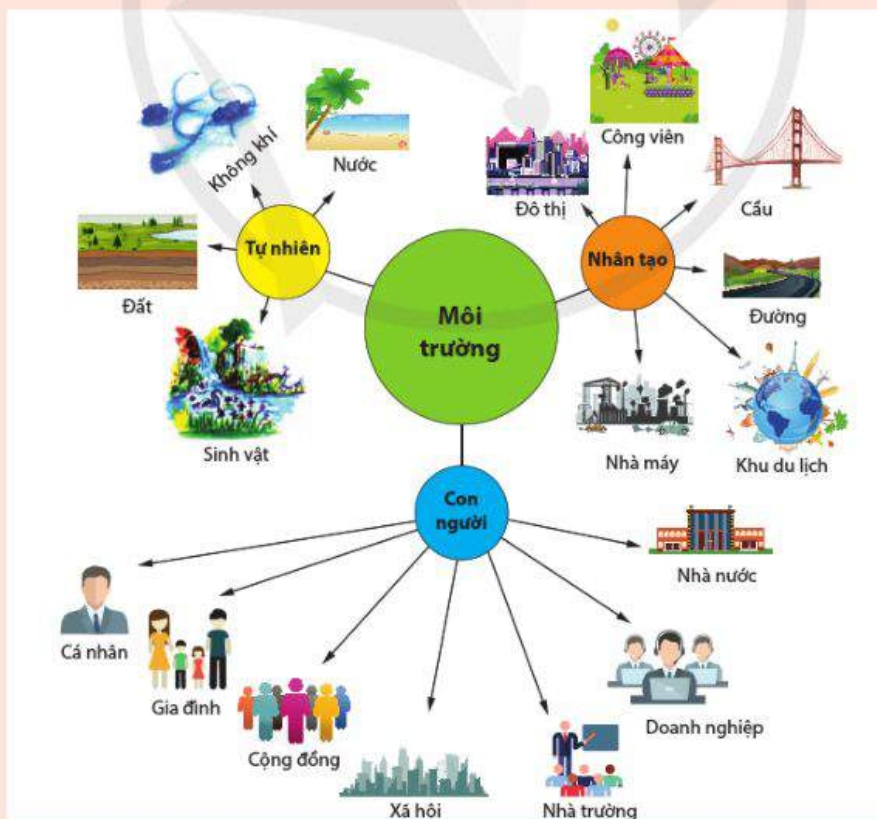 Không khí
Nước
Công viên
Đô thị
Cầu
Tự nhiên
Nhân tạo
Đất
Đường
Môi
trường
Sinh vật
Nhà máy
Khu du lịch
Con
người
Nhà nước
Cá nhân
Gia đình
Doanh nghiệp
Cộng đồng
Xã hội
Nhà trường